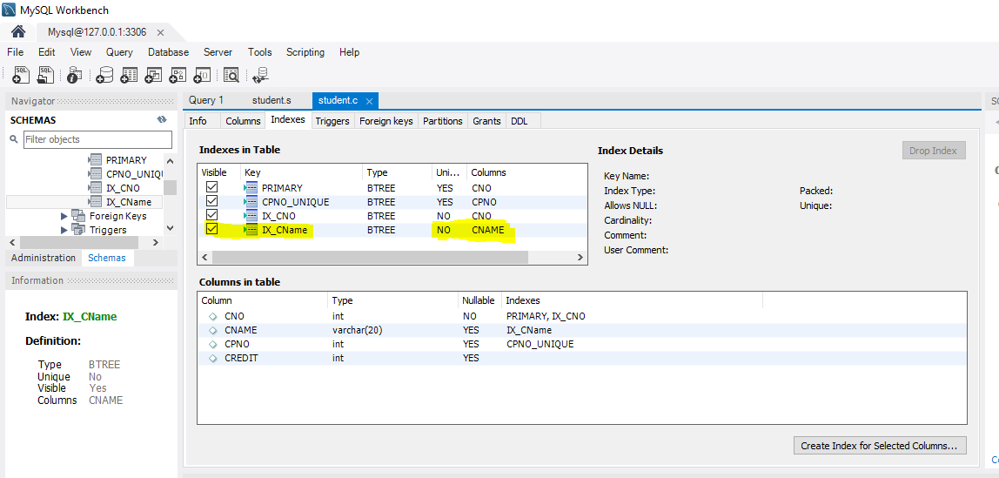 MySQL Workbench
Mysql@127.0.0.1:3306
File Edit View Query Database Server Tools Scripting Help
Navigator
SCHEMAS
Filter objects
PRIMARY
CPNO_UNIQU
IX_CNO
IX_CName
Foreign Keys
Triggers
Administration Schemas
Information
Index: IX_CName
Definition:
Type BTREE
Unique No
Visible Yes
Columns CNAME
Query 1 student.s student.c
Info Columns Indexes Triggers Foreign keys Partitions Grants DDL
Indexes in Table
Visible Key Type Uni... Columns
PRIMARY BTREE YES CNO
CPNO_UNIQUE BTREE YES CPNO
IX_CNO BTREE NO CNO
IX_CName BTREE NO CNAME
Index Details
Drop Index
Key Name:
Index Type: Packed:
Allows NULL: Unique:
Cardinality:
Comment:
User Comment:
Columns in table
Column Type Nullable Indexes
CNO int NO PRIMARY, IX_CNO
CNAME varchar(20) YES IX_CName
CPNO int YES CPNO_UNIQUE
CREDIT int YES
Create Index for Selected Columns...